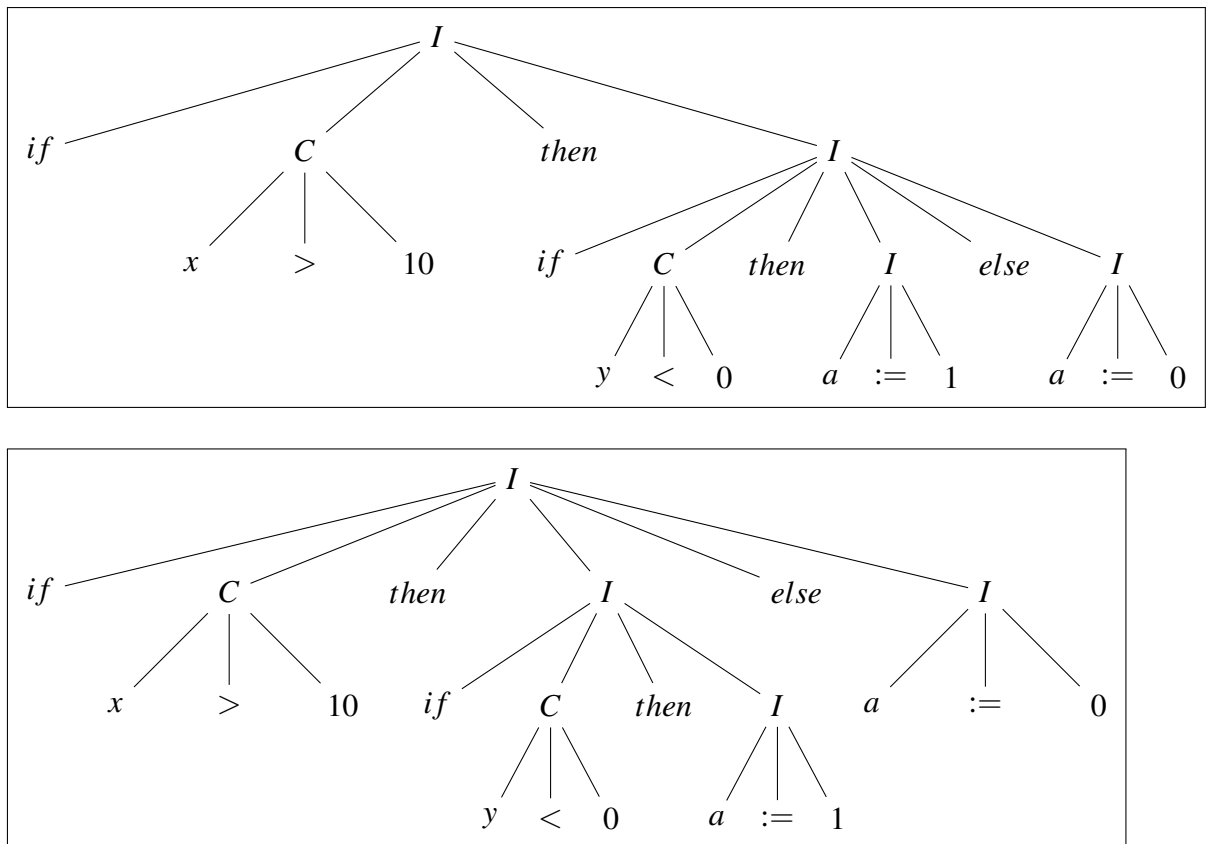 I
if C then I
x > 10 if C then I else I
y < 0 a := 1 a := 0
I
if C then I else I
x > 10 if C then I a := 0
y < 0 a := 1